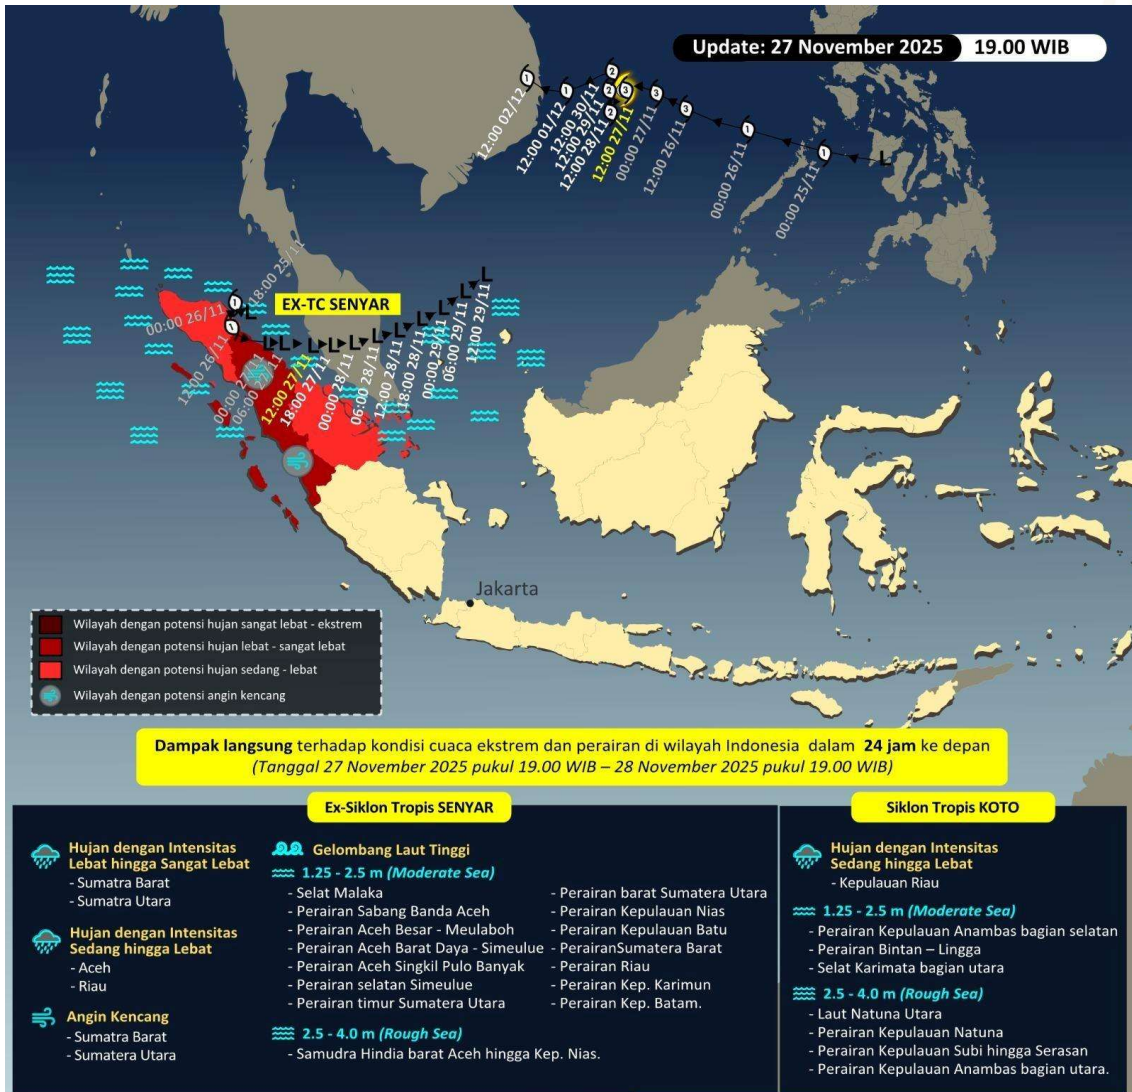 Update: 27 November 2025 19.00 WIB
1
1
2
2
2
3
3
3
1
1
L
12:00 02/12
12:00 01/12
12:00 30/11
12:00 29/11
12:00 28/11
12:00 27/11
00:00 27/11
12:00 26/11
00:00 26/11
00:00 25/11
18:00 25/11
00:00 26/11
1
1
L
EX-TC SENYAR
L
L
L
L
L
L
L
L
L
L
L
12:00 26/11
00:00 27/11
06:00 27/11
12:00 27/11
18:00 27/11
00:00 28/11
06:00 28/11
12:00 28/11
18:00 28/11
00:00 29/11
06:00 29/11
12:00 29/11
Jakarta
Wilayah dengan potensi hujan sangat lebat - ekstrem
Wilayah dengan potensi hujan lebat - sangat lebat
Wilayah dengan potensi hujan sedang - lebat
Wilayah dengan potensi angin kencang
Dampak langsung terhadap kondisi cuaca ekstrem dan perairan di wilayah Indonesia dalam 24 jam ke depan
(Tanggal 27 November 2025 pukul 19.00 WIB – 28 November 2025 pukul 19.00 WIB)
Ex-Siklon Tropis SENYAR
Hujan dengan Intensitas
Lebat hingga Sangat Lebat
- Sumatra Barat
- Sumatra Utara
Hujan dengan Intensitas
Sedang hingga Lebat
- Aceh
- Riau
Angin Kencang
- Sumatra Barat
- Sumatera Utara
Gelombang Laut Tinggi
1.25 - 2.5 m (Moderate Sea)
- Selat Malaka
- Perairan Sabang Banda Aceh
- Perairan Aceh Besar - Meulaboh
- Perairan Aceh Barat Daya - Simeulue
- Perairan Aceh Singkil Pulo Banyak
- Perairan selatan Simeulue
- Perairan timur Sumatera Utara
- Perairan barat Sumatera Utara
- Perairan Kepulauan Nias
- Perairan Kepulauan Batu
- PerairanSumatera Barat
- Perairan Riau
- Perairan Kep. Karimun
- Perairan Kep. Batam.
2.5 - 4.0 m (Rough Sea)
- Samudra Hindia barat Aceh hingga Kep. Nias.
Siklon Tropis KOTO
Hujan dengan Intensitas
Sedang hingga Lebat
- Kepulauan Riau
1.25 - 2.5 m (Moderate Sea)
- Perairan Kepulauan Anambas bagian selatan
- Perairan Bintan – Lingga
- Selat Karimata bagian utara
2.5 - 4.0 m (Rough Sea)
- Laut Natuna Utara
- Perairan Kepulauan Natuna
- Perairan Kepulauan Subi hingga Serasan
- Perairan Kepulauan Anambas bagian utara.